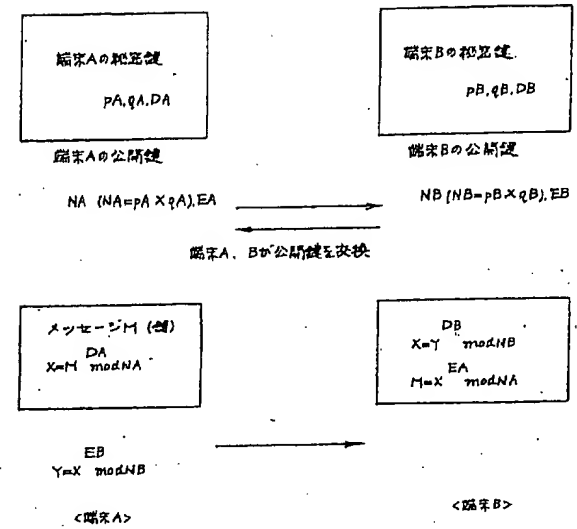 端末Aの秘密鍵
pA,qA,DA
端末Aの公開鍵
NA (NA=pA×qA),EA
端末Bの秘密鍵
pB,qB,DB
端末Bの公開鍵
NB (NB=pB×qB),EB
端末A、Bが公開鍵を交換
メッセージM (鍵)
DA
X=M modNA
EB
Y=X modNB
<端末A>
DB
X=Y modNB
EA
M=X modNA
<端末B>